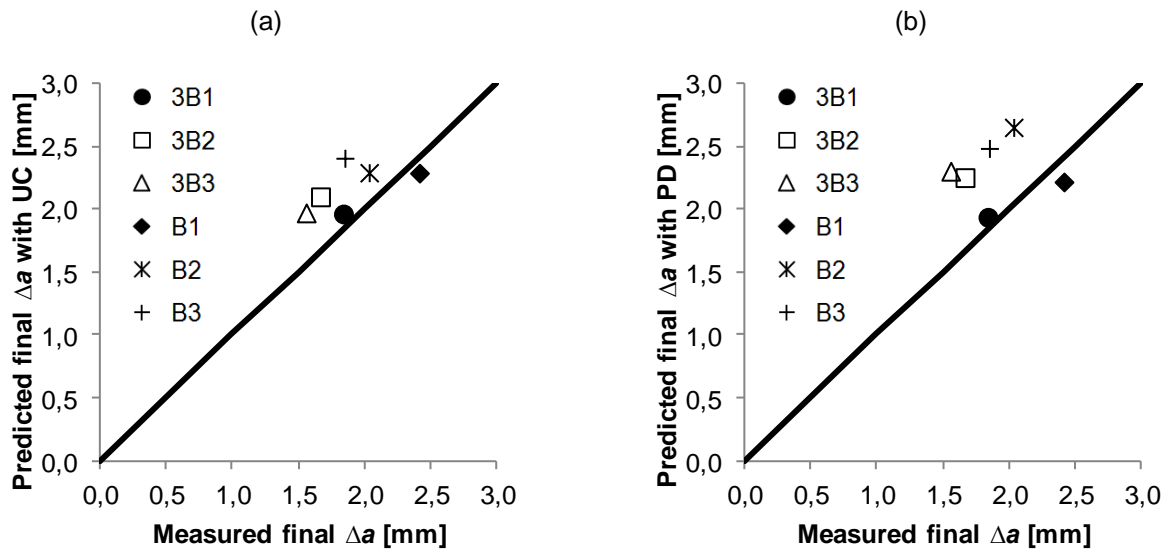 (a)
Predicted final Δa with UC [mm]
3,0
2,5
2,0
1,5
1,0
0,5
0,0
3B1
3B2
3B3
B1
B2
B3
0,0 0,5 1,0 1,5 2,0 2,5 3,0
Measured final Δa [mm]
(b)
Predicted final Δa with PD [mm]
3,0
2,5
2,0
1,5
1,0
0,5
0,0
3B1
3B2
3B3
B1
B2
B3
0,0 0,5 1,0 1,5 2,0 2,5 3,0
Measured final Δa [mm]